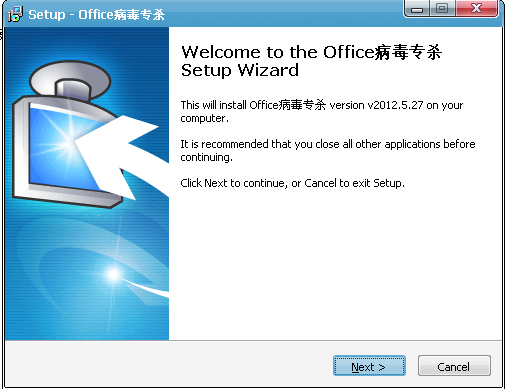 Setup - Office病毒专杀
Welcome to the Office病毒专杀
Setup Wizard
This will install Office病毒专杀 version v2012.5.27 on your
computer.
It is recommended that you close all other applications before
continuing.
Click Next to continue, or Cancel to exit Setup.
Next >
Cancel